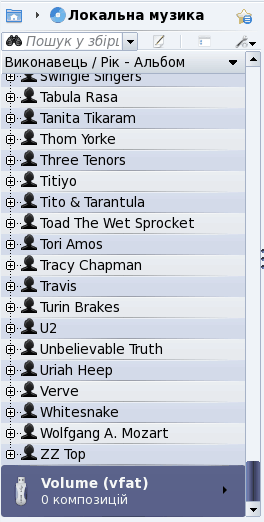 Локальна музика
Пошук у збірц
Виконавець / Рік - Альбом
Swingle Singers
Tabula Rasa
Tanita Tikaram
Thom Yorke
Three Tenors
Titiyo
Tito & Tarantula
Toad The Wet Sprocket
Tori Amos
Tracy Chapman
Travis
Turin Brakes
U2
Unbelievable Truth
Uriah Heep
Verve
Whitesnake
Wolfgang A. Mozart
ZZ Top
Volume (vfat)
0 композицій